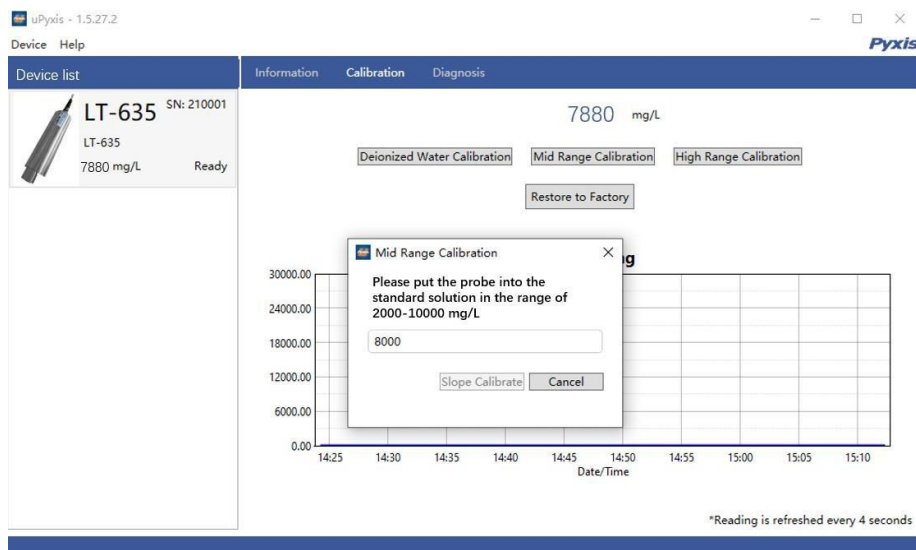 uPyxis - 1.5.27.2
Device Help
Pyxis
Device list
Information Calibration Diagnosis
LT-635 SN: 210001
LT-635
7880 mg/L Ready
7880 mg/L
Deionized Water Calibration Mid Range Calibration High Range Calibration
Restore to Factory
Mid Range Calibration
Please put the probe into the
standard solution in the range of
2000-10000 mg/L
8000
Slope Calibrate Cancel
30000.00
24000.00
18000.00
12000.00
6000.00
0.00
14:25 14:30 14:35 14:40 14:45 14:50 14:55 15:00 15:05 15:10
Date/Time
*Reading is refreshed every 4 seconds